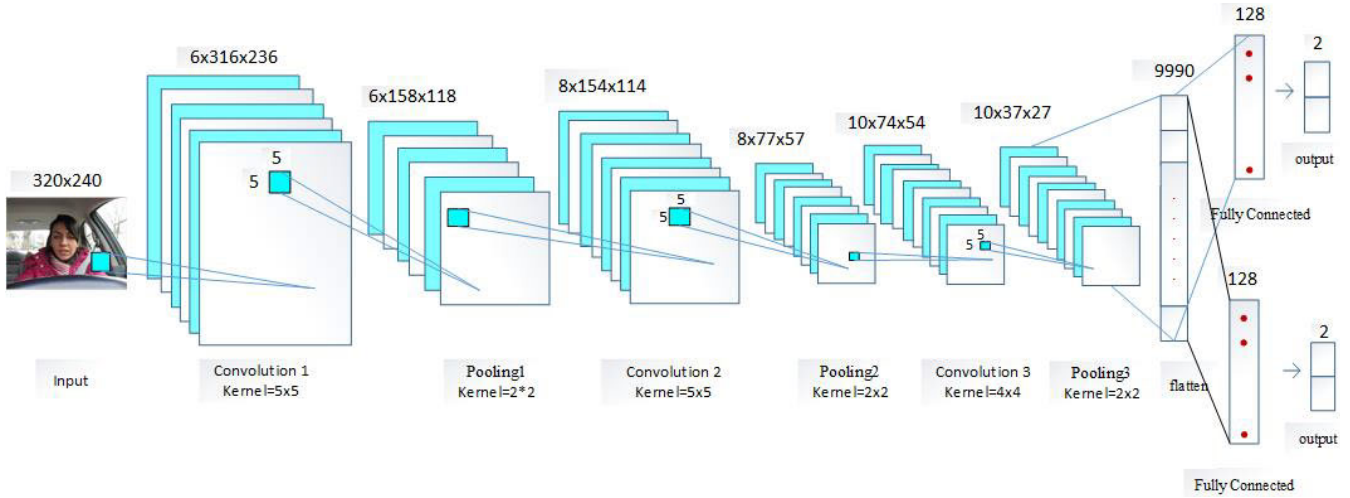 320x240
Input
6x316x236
5
5
Convolution 1
Kernel=5x5
6x158x118
Pooling1
Kernel=2*2
8x154x114
5
5
Convolution 2
Kernel=5x5
8x77x57
Pooling2
Kernel=2x2
10x74x54
5
5
Convolution 3
Kernel=4x4
10x37x27
Pooling3
Kernel=2x2
9990
flatten
128
Fully Connected
2
output
128
Fully Connected
2
output